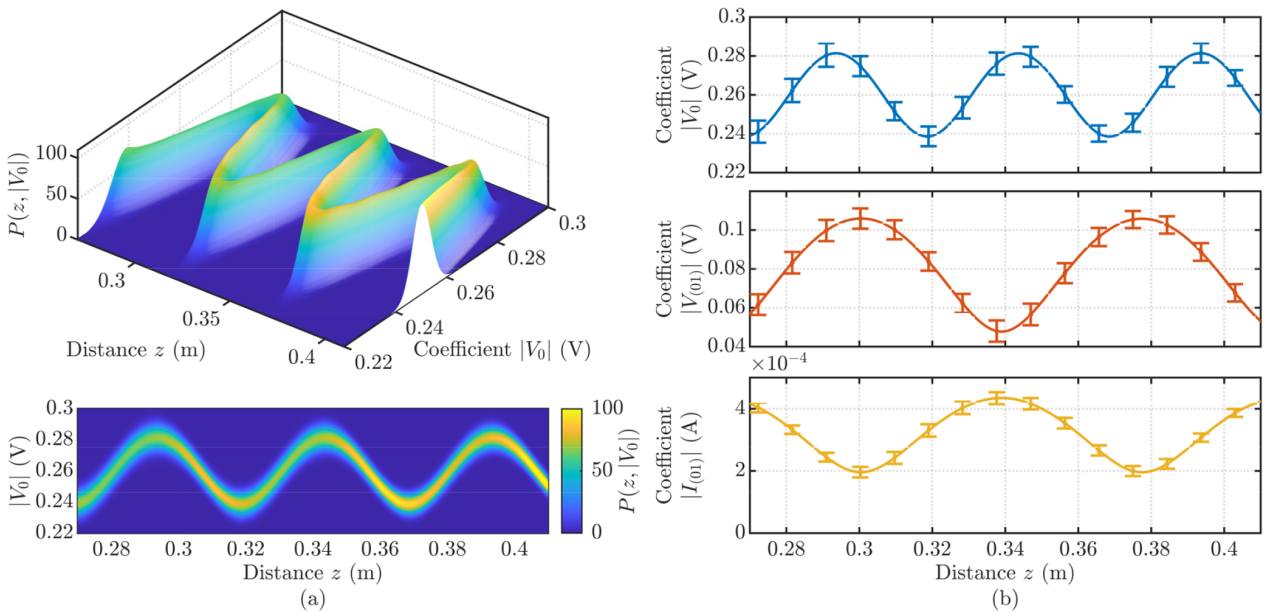 100
50
0
P(z, |V₀|)
0.3
0.35
0.4
Distance z (m)
0.22
0.24
0.26
0.28
0.3
Coefficient |V₀| (V)
0.3
0.28
0.26
0.24
0.22
|V₀| (V)
0.28 0.3 0.32 0.34 0.36 0.38 0.4
Distance z (m)
100
50
0
P(z, |V₀|)
(a)
0.3
0.28
0.26
0.24
0.22
Coefficient
|V₀| (V)
0.1
0.08
0.06
0.04
Coefficient
|V₍₀₁₎| (V)
×10⁻⁴
4
2
0
Coefficient
|I₍₀₁₎| (A)
0.28 0.3 0.32 0.34 0.36 0.38 0.4
Distance z (m)
(b)